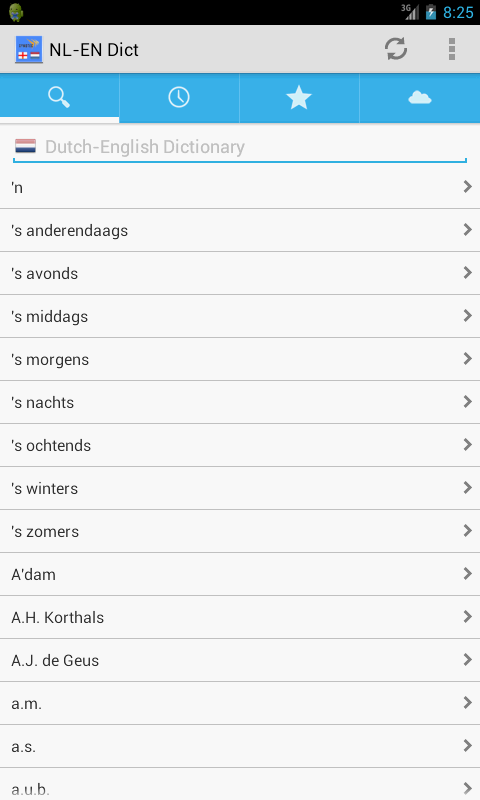 3G 8:25
NL-EN Dict
Dutch-English Dictionary
'n
's anderendaags
's avonds
's middags
's morgens
's nachts
's ochtends
's winters
's zomers
A'dam
A.H. Korthals
A.J. de Geus
a.m.
a.s.
a.u.b.